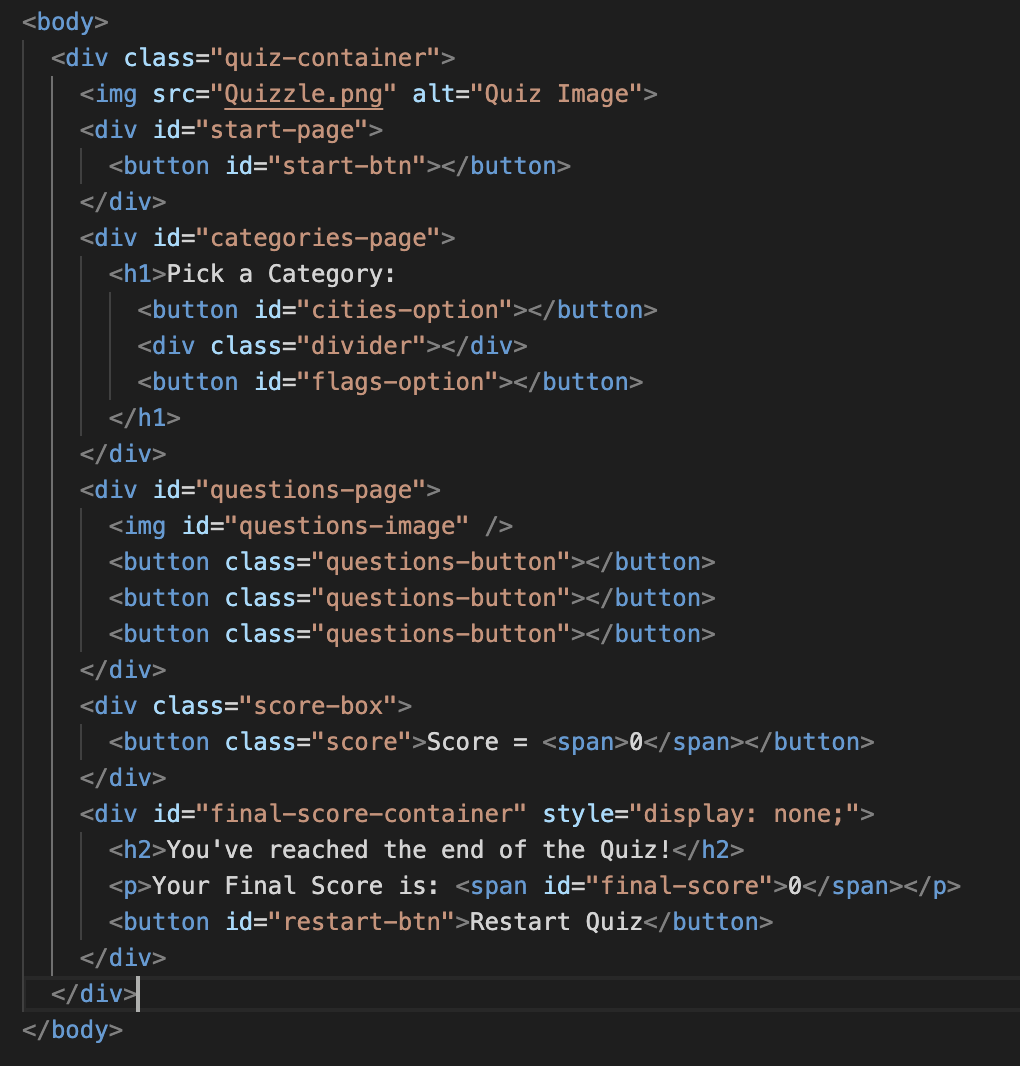 <body>
<div class="quiz-container">
<img src="Quizzle.png" alt="Quiz Image">
<div id="start-page">
<button id="start-btn"></button>
</div>
<div id="categories-page">
<h1>Pick a Category:
<button id="cities-option"></button>
<div class="divider"></div>
<button id="flags-option"></button>
</h1>
</div>
<div id="questions-page">
<img id="questions-image" />
<button class="questions-button"></button>
<button class="questions-button"></button>
<button class="questions-button"></button>
</div>
<div class="score-box">
<button class="score">Score = <span>0</span></button>
</div>
<div id="final-score-container" style="display: none;">
<h2>You've reached the end of the Quiz!</h2>
<p>Your Final Score is: <span id="final-score">0</span></p>
<button id="restart-btn">Restart Quiz</button>
</div>
</div>
</body>